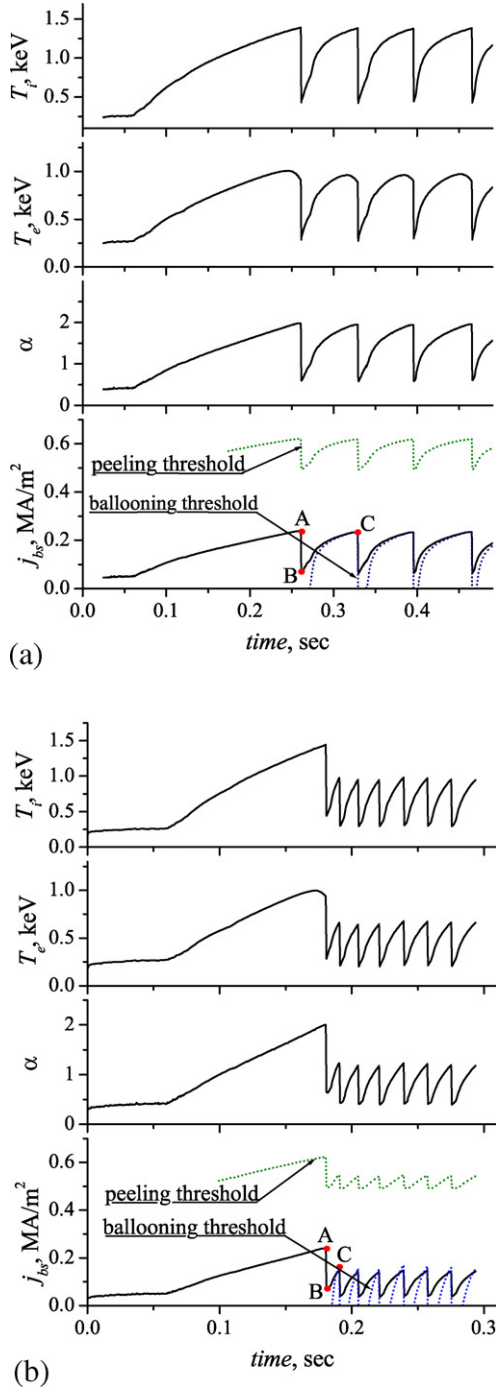 1.5
1.0
0.5
T_i, keV
1.0
0.5
0.0
T_e, keV
2
1
0
α
0.6
0.4
0.2
0.0
j_bs, MA/m²
peeling threshold
ballooning threshold
A
C
B
0.0 0.1 0.2 0.3 0.4
time, sec
(a)
1.5
1.0
0.5
0.0
T_i, keV
1.0
0.5
0.0
T_e, keV
2
1
0
α
0.6
0.4
0.2
0.0
j_bs, MA/m²
peeling threshold
ballooning threshold
A
C
B
0.0 0.1 0.2 0.3
time, sec
(b)